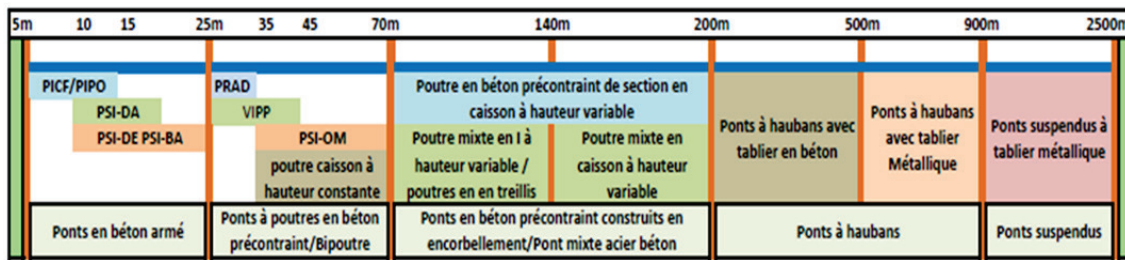 5m 10 15 25m 35 45 70m 140m 200m 500m 900m 2500m
PICF/PIPO
PSI-DA
PSI-DE PSI-BA
PRAD
VIPP
PSI-OM
poutre caisson à
hauteur constante
Poutre en béton précontraint de section en
caisson à hauteur variable
Poutre mixte en I à
hauteur variable /
poutres en en treillis
Poutre mixte en
caisson à hauteur
variable
Ponts à haubans avec
tablier en béton
Ponts à haubans
avec tablier
Métallique
Ponts suspendus à
tablier métallique
Ponts en béton armé
Ponts à poutres en béton
précontraint/Bipoutre
Ponts en béton précontraint construits en
encorbellement/Pont mixte acier béton
Ponts à haubans
Ponts suspendus